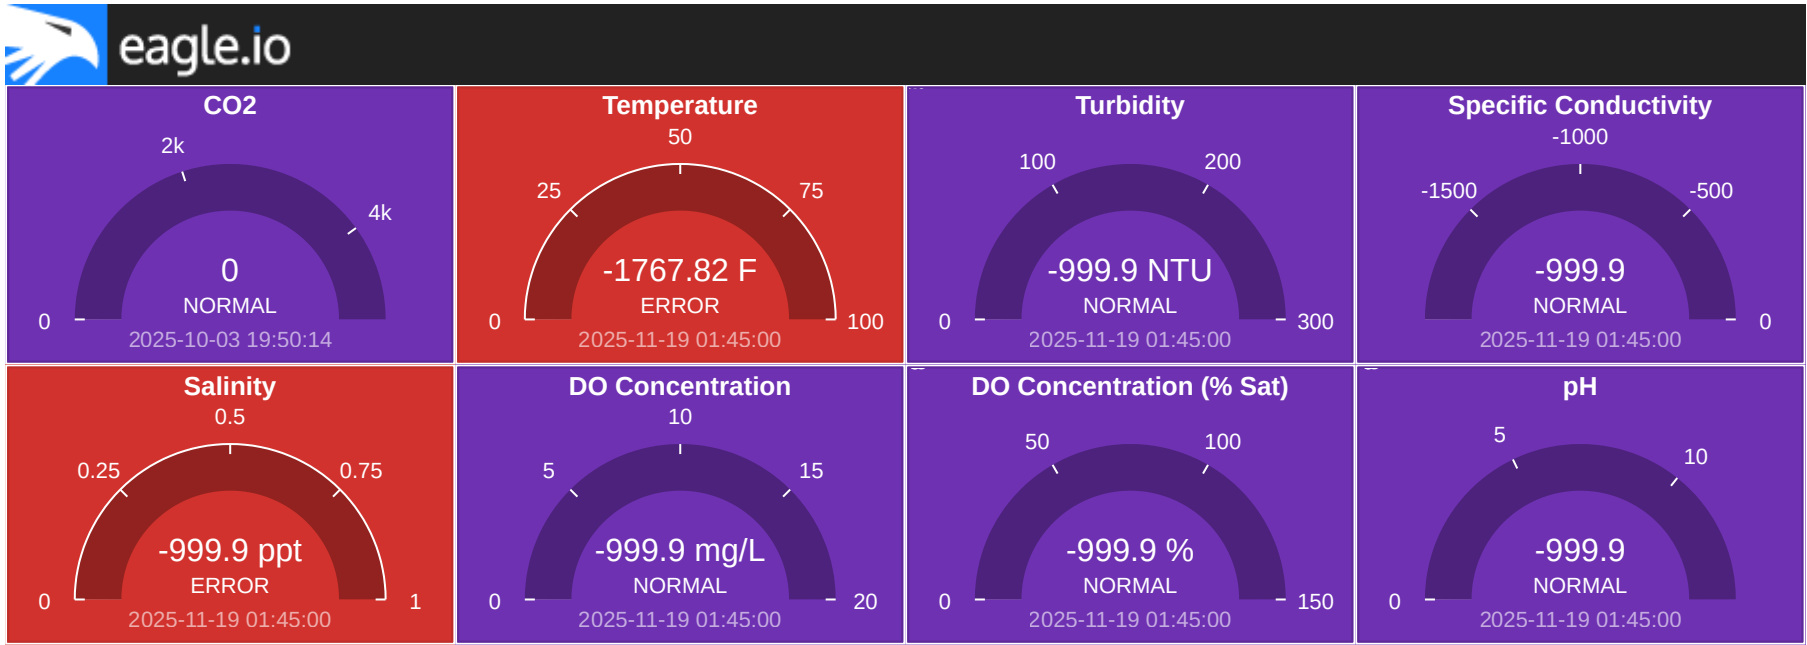 eagle.io
CO2
2k
4k
0
NORMAL
0
2025-10-03 19:50:14
Temperature
50
25
75
-1767.82 F
ERROR
0
100
2025-11-19 01:45:00
Turbidity
100
200
-999.9 NTU
NORMAL
0
300
2025-11-19 01:45:00
Specific Conductivity
-1000
-1500
-500
-999.9
NORMAL
0
2025-11-19 01:45:00
Salinity
0.5
0.25
0.75
-999.9 ppt
ERROR
0
1
2025-11-19 01:45:00
DO Concentration
10
5
15
-999.9 mg/L
NORMAL
0
20
2025-11-19 01:45:00
DO Concentration (% Sat)
50
100
-999.9 %
NORMAL
0
150
2025-11-19 01:45:00
pH
5
10
-999.9
NORMAL
0
2025-11-19 01:45:00